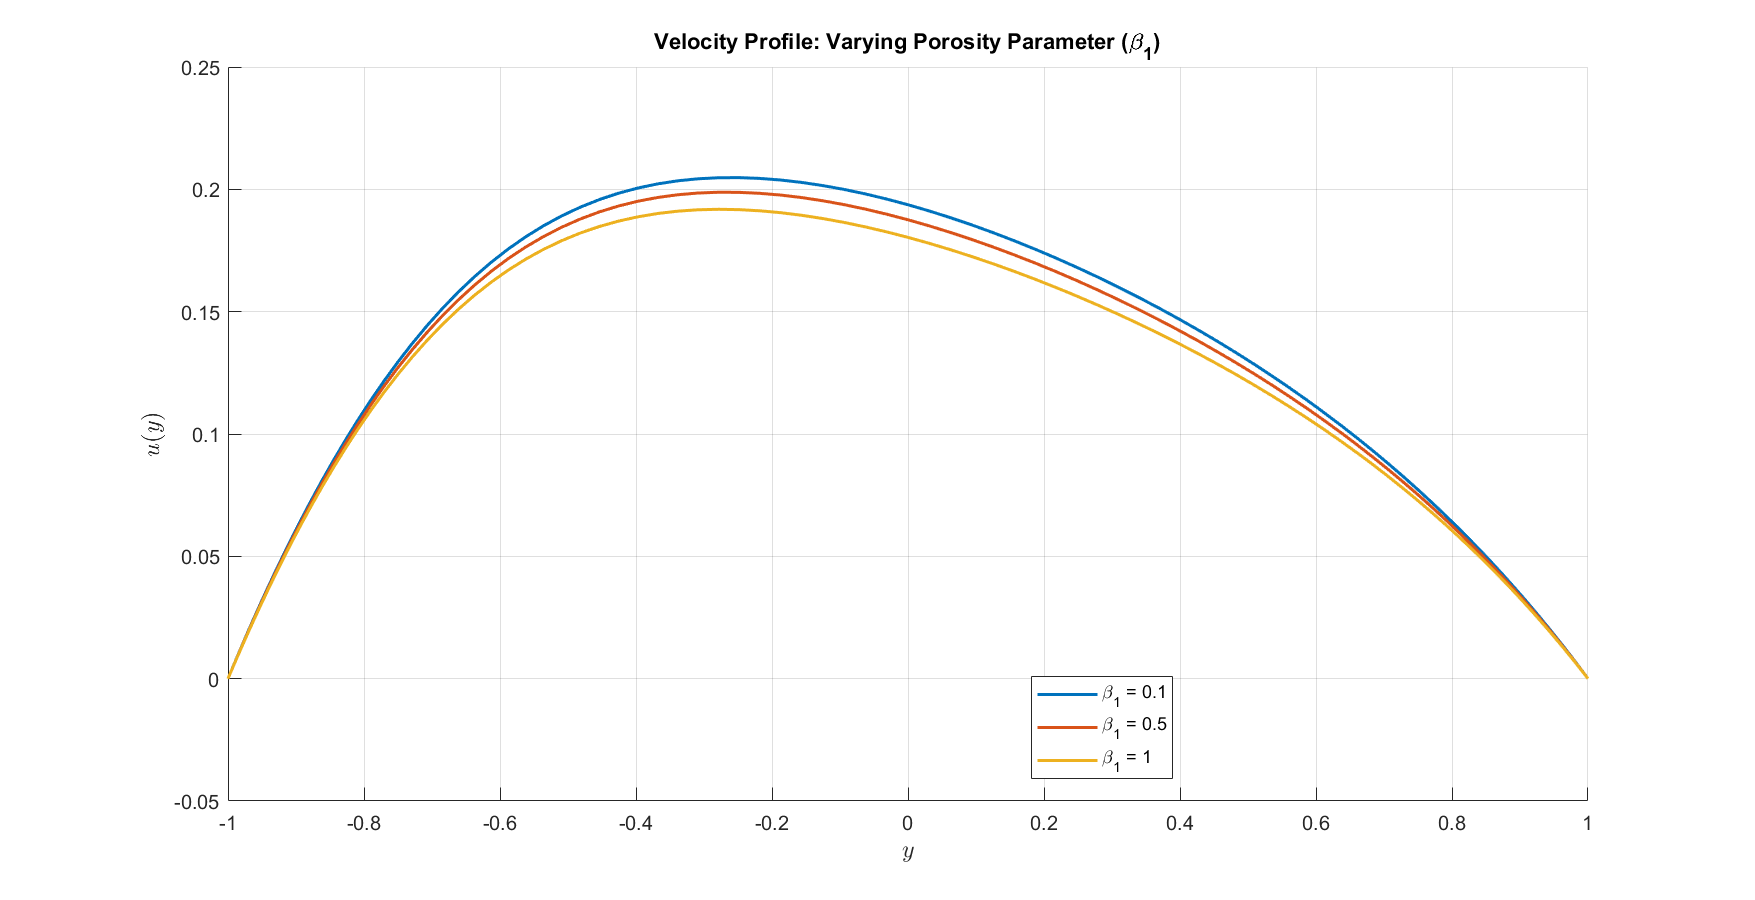 Velocity Profile: Varying Porosity Parameter (β₁)
0.25
0.2
0.15
0.1
0.05
0
-0.05
u(y)
β₁ = 0.1
β₁ = 0.5
β₁ = 1
-1 -0.8 -0.6 -0.4 -0.2 0 0.2 0.4 0.6 0.8 1
y